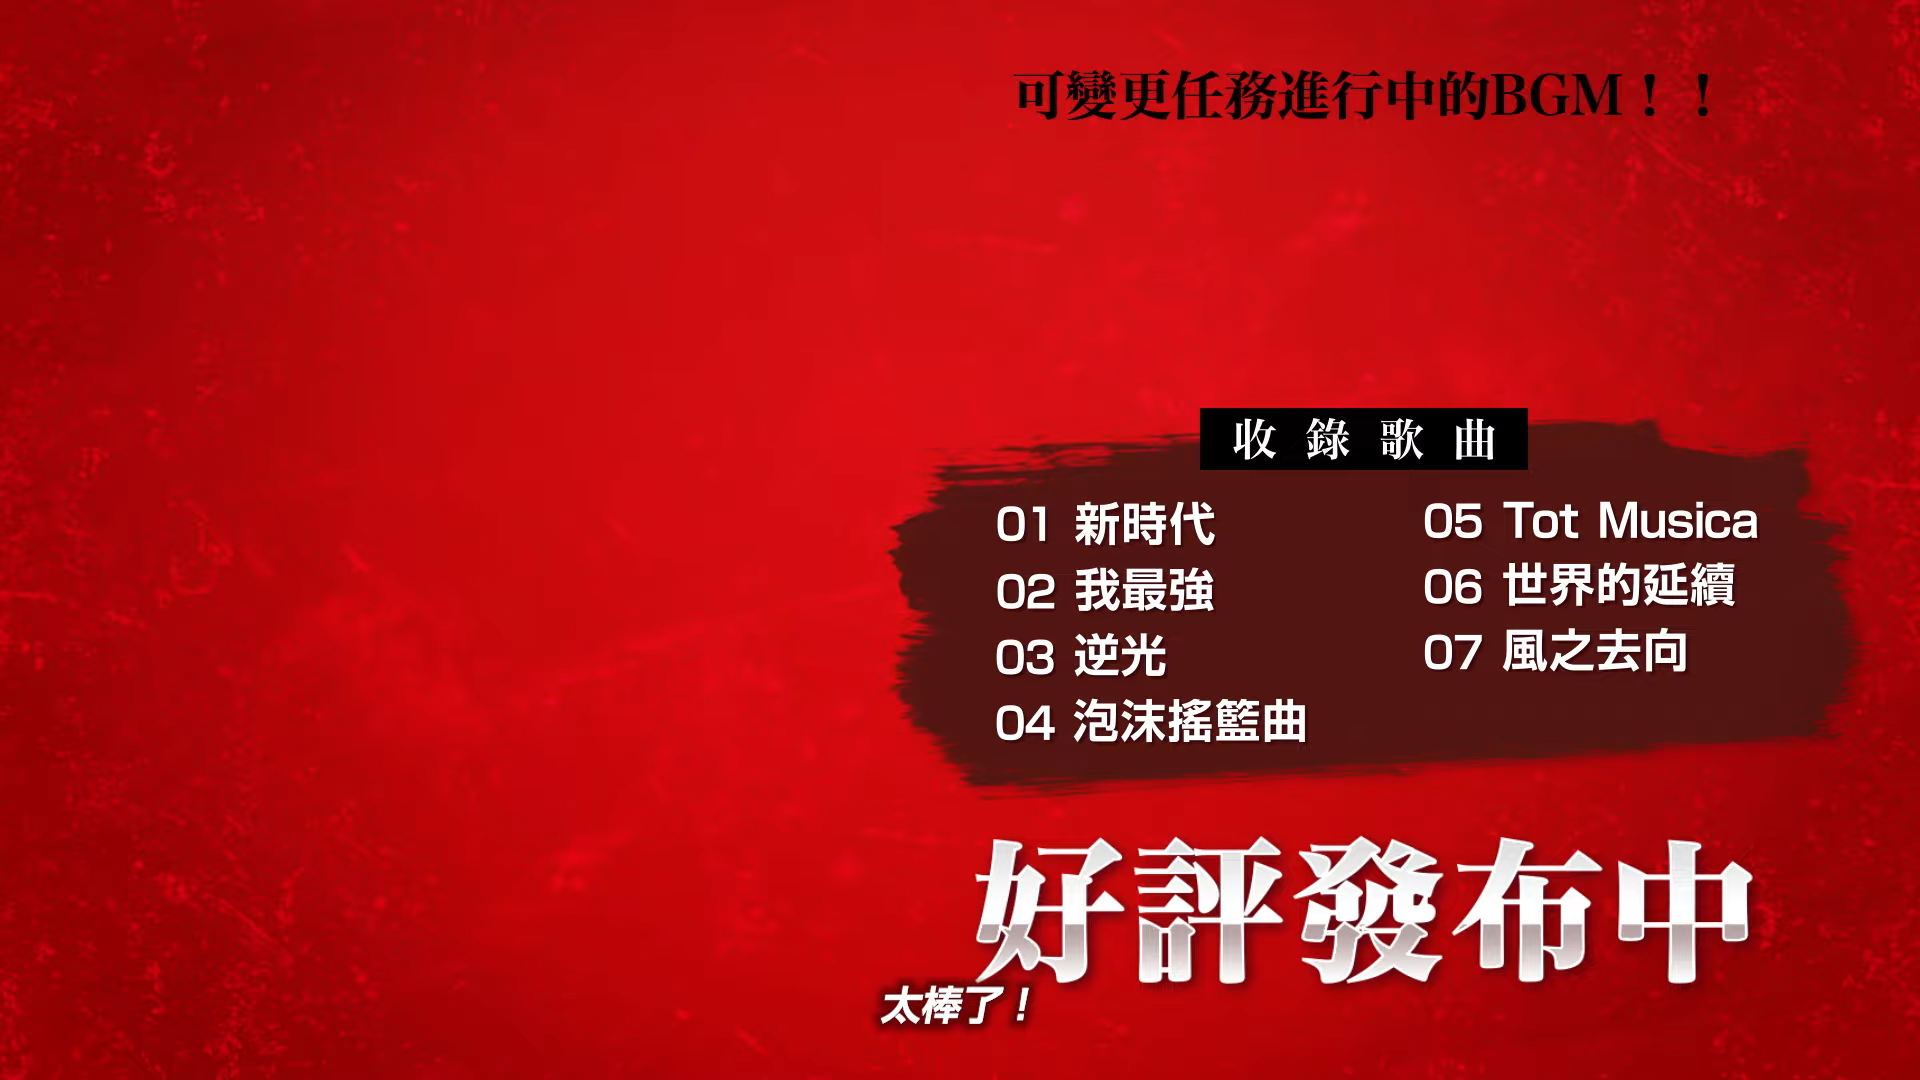 可變更任務進行中的BGM！！
收錄歌曲
01 新時代
02 我最強
03 逆光
04 泡沫搖籃曲
05 Tot Musica
06 世界的延續
07 風之去向
好評發布中
太棒了！